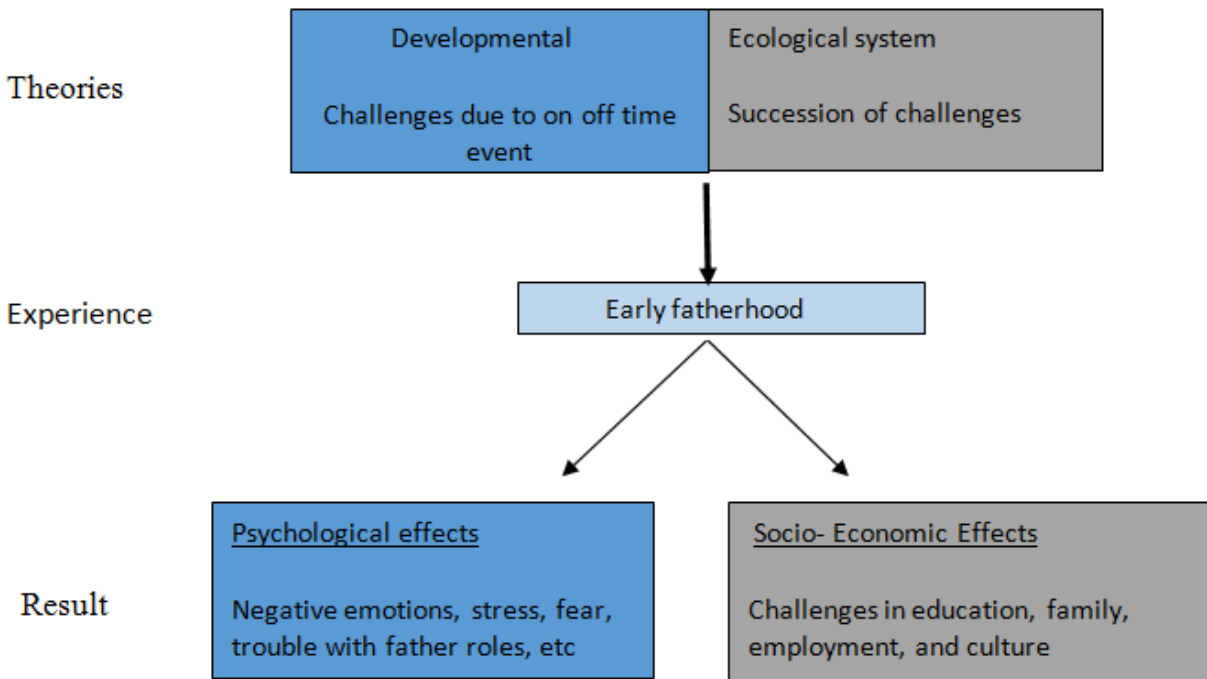 Theories
Developmental
Challenges due to on off time
event
Ecological system
Succession of challenges
Experience
Early fatherhood
Result
Psychological effects
Negative emotions, stress, fear,
trouble with father roles, etc
Socio- Economic Effects
Challenges in education, family,
employment, and culture